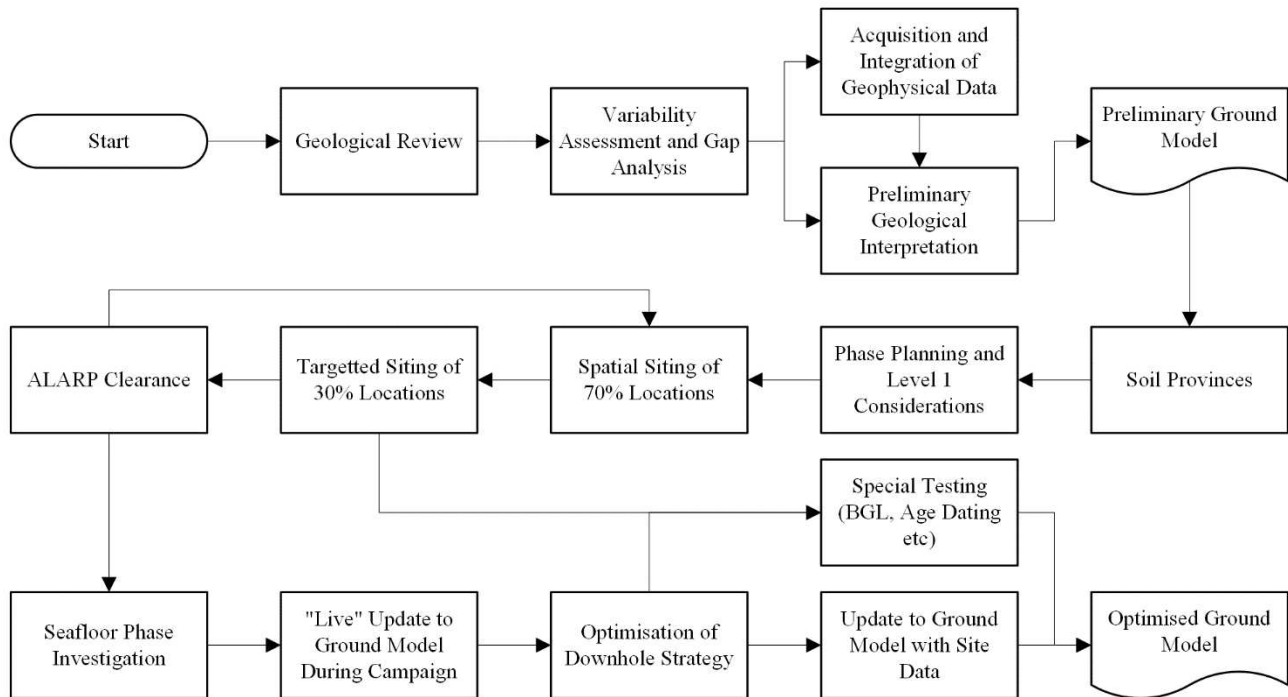 Start
Geological Review
Variability
Assessment and Gap
Analysis
Acquisition and
Integration of
Geophysical Data
Preliminary
Geological
Interpretation
Preliminary Ground
Model
ALARP Clearance
Targetted Siting of
30% Locations
Spatial Siting of
70% Locations
Phase Planning and
Level 1
Considerations
Soil Provinces
Special Testing
(BGL, Age Dating
etc)
Seafloor Phase
Investigation
"Live" Update to
Ground Model
During Campaign
Optimisation of
Downhole Strategy
Update to Ground
Model with Site
Data
Optimised Ground
Model